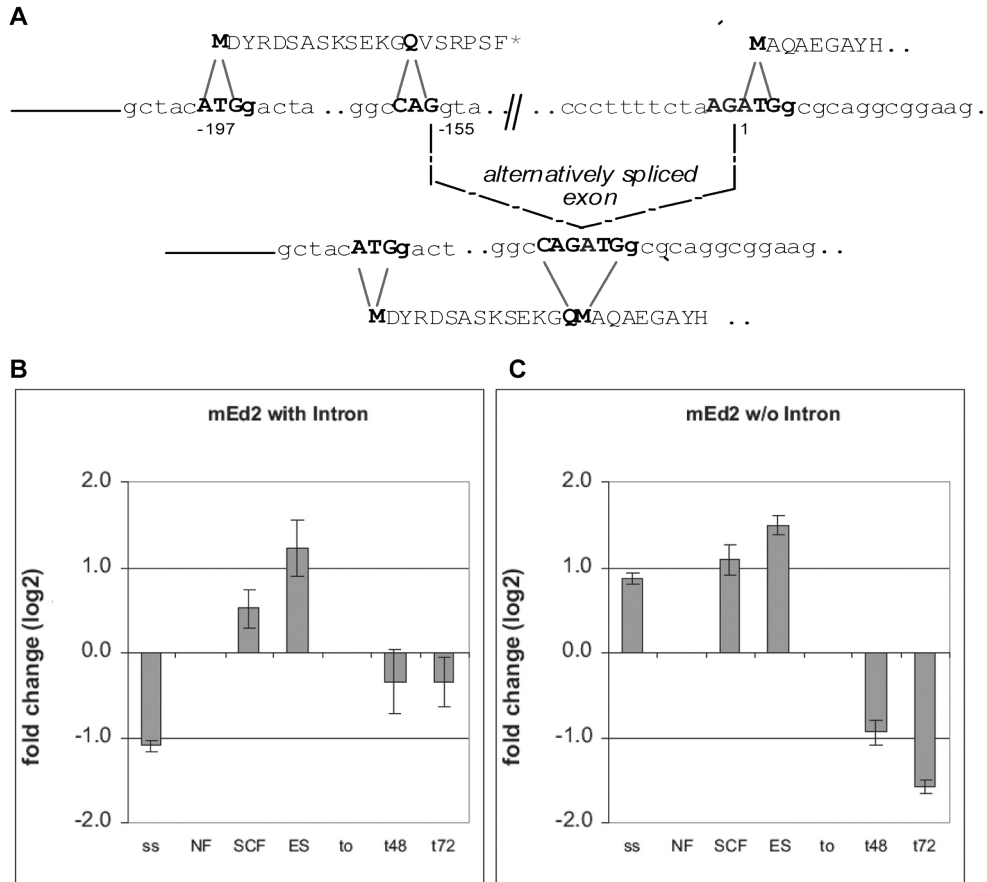 A
MDYRDSASKSEKGQVSRPSF*
MAQAEGAYH..
gctacATGgacta ..ggcCCAGgta..//..cccttttctaAGATGgcgcaggcggaag.
-197
-155
1
alternatively spliced
exon
gctacATGgact ..ggcCAGATGgcgcaggcggaag..
MDYRDSASKSEKGQMAQAEGAYH ..
B
C
mEd2 with Intron
mEd2 w/o Intron
fold change (log2)
2.0
1.0
0.0
-1.0
-2.0
ss NF SCF ES to t48 t72
fold change (log2)
2.0
1.0
0.0
-1.0
-2.0
ss NF SCF ES to t48 t72